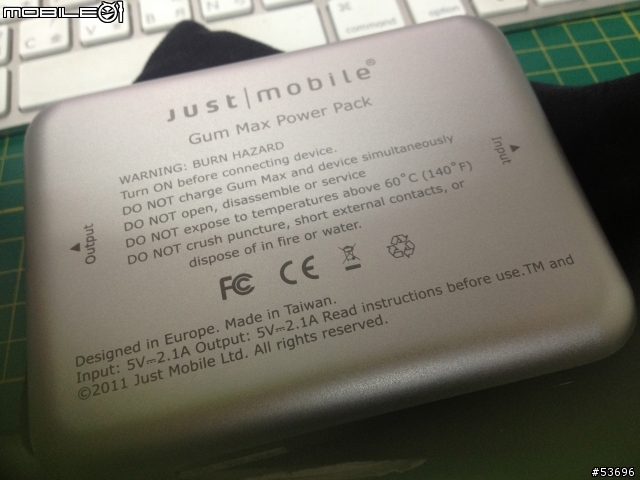 MOBILE01
command
JUST | mobile®
Gum Max Power Pack
WARNING: BURN HAZARD
Turn ON before connecting device.
DO NOT charge Gum Max and device simultaneously
DO NOT open, disassemble or service
DO NOT expose to temperatures above 60°C (140°F)
DO NOT crush puncture, short external contacts, or
dispose of in fire or water.
Output
Input
FC CE
Designed in Europe. Made in Taiwan.
Input: 5V⎓2.1A Output: 5V⎓2.1A Read instructions before use.TM and
©2011 Just Mobile Ltd. All rights reserved.
#53696